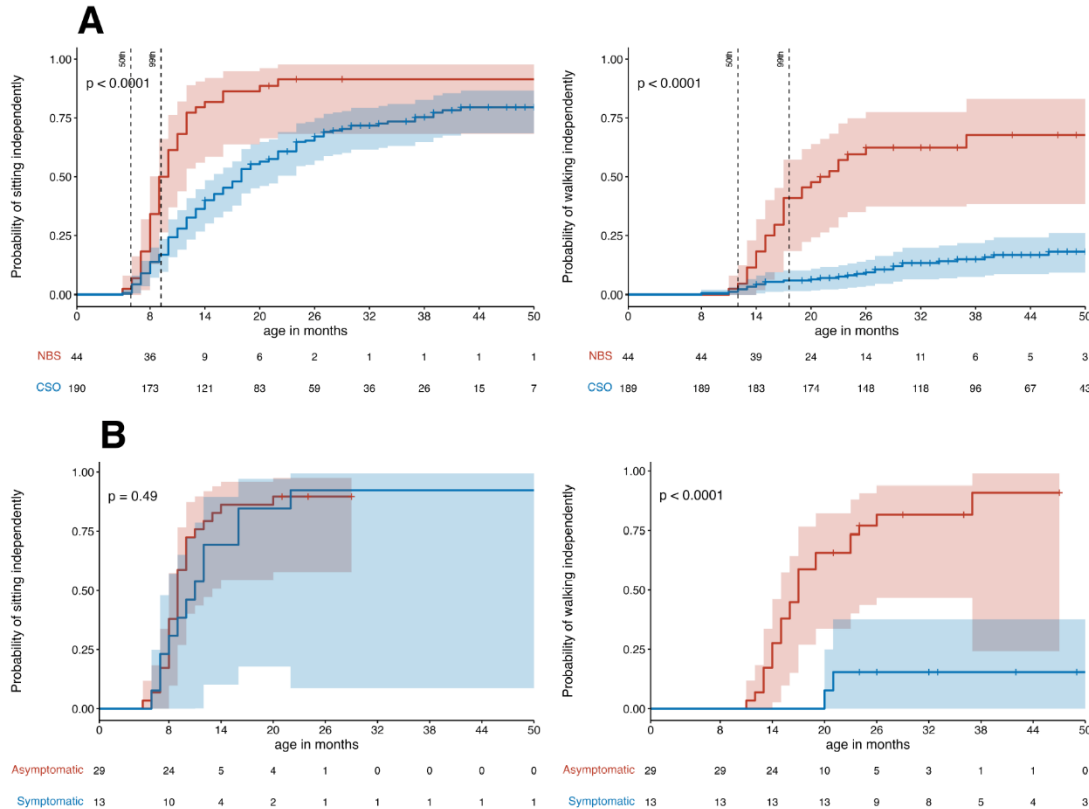 A
50th 99th
p < 0.0001
Probability of sitting independently
1.00
0.75
0.50
0.25
0.00
0 8 14 20 26 32 38 44 50
age in months
NBS 44 36 9 6 2 1 1 1 1
CSO 190 173 121 83 59 36 26 15 7
50th 99th
p < 0.0001
Probability of walking independently
1.00
0.75
0.50
0.25
0.00
0 8 14 20 26 32 38 44 50
age in months
NBS 44 44 39 24 14 11 6 5 3
CSO 189 189 183 174 148 118 96 67 43
B
p = 0.49
Probability of sitting independently
1.00
0.75
0.50
0.25
0.00
0 8 14 20 26 32 38 44 50
age in months
Asymptomatic 29 24 5 4 1 0 0 0 0
Symptomatic 13 10 4 2 1 1 1 1 1
p < 0.0001
Probability of walking independently
1.00
0.75
0.50
0.25
0.00
0 8 14 20 26 32 38 44 50
age in months
Asymptomatic 29 29 24 10 5 3 1 1 0
Symptomatic 13 13 13 13 9 8 5 4 3